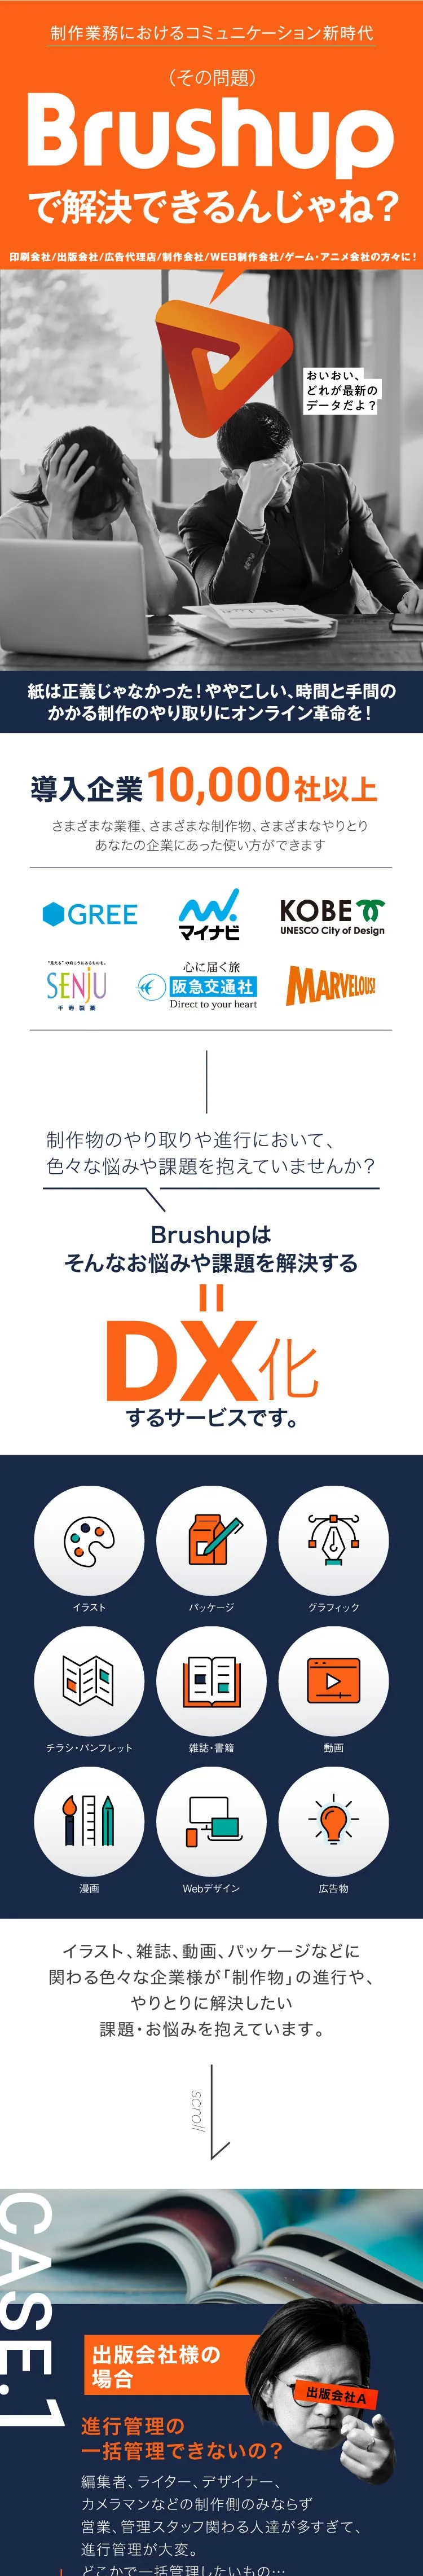 制作業務におけるコミュニケーション新時代
（その問題）
Brushup
で解決できるんじゃね？
印刷会社/出版会社/広告代理店/制作会社/WEB制作会社/ゲーム・アニメ会社の方々に！
おいおい、
どれが最新の
データだよ？
紙は正義じゃなかった！ややこしい、時間と手間の
かかる制作のやり取りにオンライン革命を！
導入企業10,000社以上
さまざまな業種、さまざまな制作物、さまざまなやりとり
あなたの企業にあった使い方ができます
GREE
マイナビ
KOBE
UNESCO City of Design
"見える"の向こうにあるものを。
SENJU
千寿製薬
心に届く旅
阪急交通社
Direct to your heart
MARVELOUS!
制作物のやり取りや進行において、
色々な悩みや課題を抱えていませんか？
Brushupは
そんなお悩みや課題を解決する
DX化
するサービスです。
イラスト
パッケージ
グラフィック
チラシ・パンフレット
雑誌・書籍
動画
漫画
Webデザイン
広告物
イラスト、雑誌、動画、パッケージなどに
関わる色々な企業様が「制作物」の進行や、
やりとりに解決したい
課題・お悩みを抱えています。
scroll
CASE.1
出版会社様の
場合
出版会社A
進行管理の
一括管理できないの？
編集者、ライター、デザイナー、
カメラマンなどの制作側のみならず
営業、管理スタッフ関わる人達が多すぎて、
進行管理が大変。
どこかで一括管理したいもの…